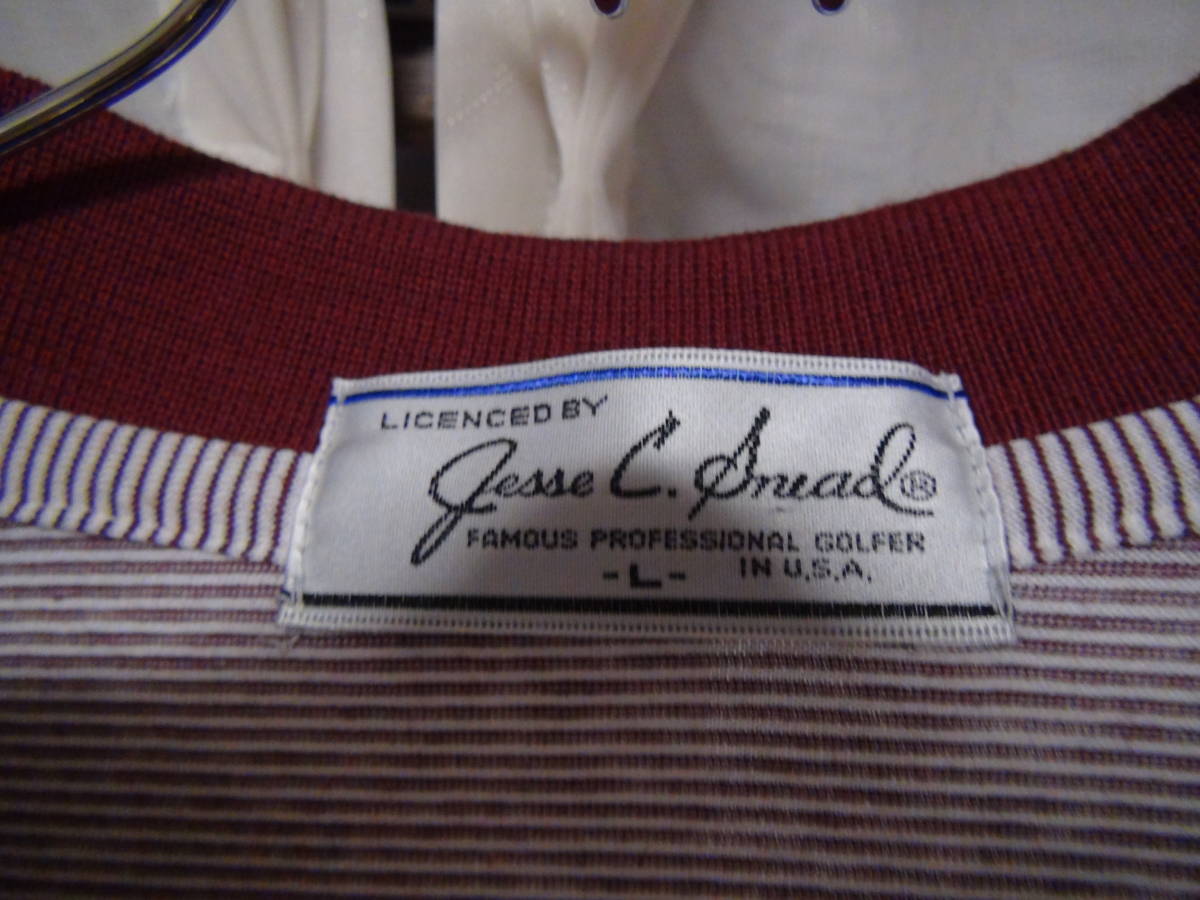 LICENCED BY
Jesse C. Snead®
FAMOUS PROFESSIONAL GOLFER
IN U.S.A.
-L-